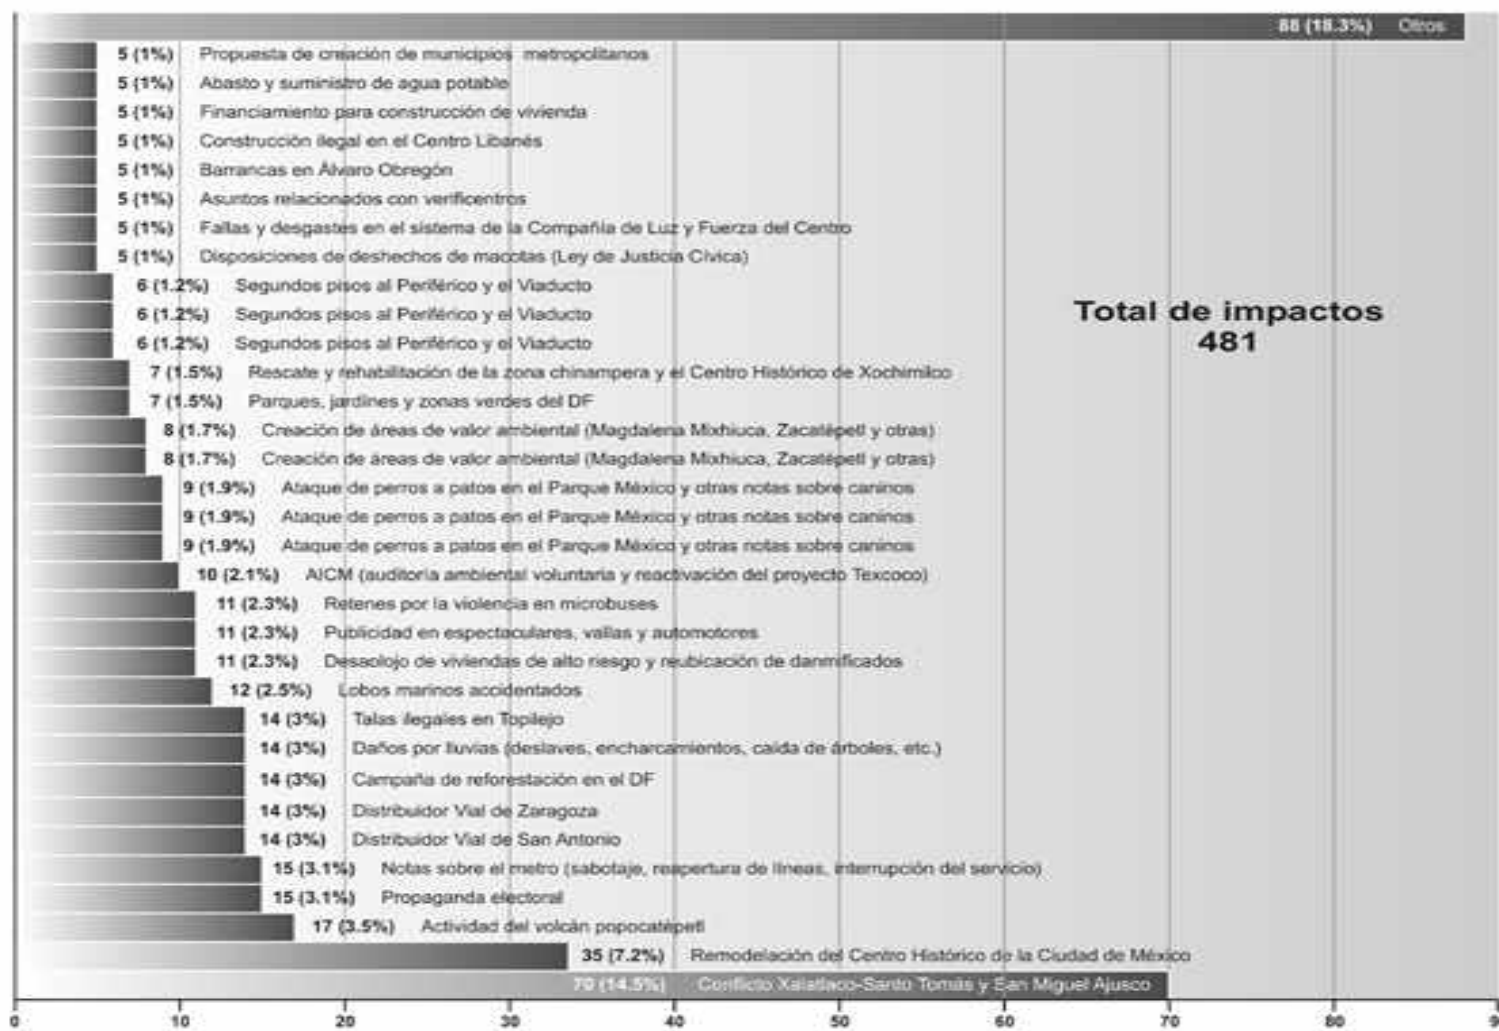 88 (18.3%) Otros
5 (1%) Propuesta de creación de municipios metropolitanos
5 (1%) Abasto y suministro de agua potable
5 (1%) Financiamiento para construcción de vivienda
5 (1%) Construcción ilegal en el Centro Libanés
5 (1%) Barrancas en Álvaro Obregón
5 (1%) Asuntos relacionados con verificentros
5 (1%) Fallas y desgastes en el sistema de la Compañía de Luz y Fuerza del Centro
5 (1%) Disposiciones de deshechos de macotas (Ley de Justicia Cívica)
6 (1.2%) Segundos pisos al Periférico y el Viaducto
6 (1.2%) Segundos pisos al Periférico y el Viaducto
6 (1.2%) Segundos pisos al Periférico y el Viaducto
Total de impactos
481
7 (1.5%) Rescate y rehabilitación de la zona chinampera y el Centro Histórico de Xochimilco
7 (1.5%) Parques, jardines y zonas verdes del DF
8 (1.7%) Creación de áreas de valor ambiental (Magdalena Mixhiuca, Zacatépetl y otras)
8 (1.7%) Creación de áreas de valor ambiental (Magdalena Mixhiuca, Zacatépetl y otras)
9 (1.9%) Ataque de perros a patos en el Parque México y otras notas sobre caninos
9 (1.9%) Ataque de perros a patos en el Parque México y otras notas sobre caninos
9 (1.9%) Ataque de perros a patos en el Parque México y otras notas sobre caninos
10 (2.1%) AICM (auditoría ambiental voluntaria y reactivación del proyecto Texcoco)
11 (2.3%) Retenes por la violencia en microbuses
11 (2.3%) Publicidad en espectaculares, vallas y automotores
11 (2.3%) Desaolojo de viviendas de alto riesgo y reubicación de danmificados
12 (2.5%) Lobos marinos accidentados
14 (3%) Talas ilegales en Topilejo
14 (3%) Daños por lluvias (deslaves, encharcamientos, caída de árboles, etc.)
14 (3%) Campaña de reforestación en el DF
14 (3%) Distribuidor Vial de Zaragoza
14 (3%) Distribuidor Vial de San Antonio
15 (3.1%) Notas sobre el metro (sabotaje, reapertura de líneas, interrupción del servicio)
15 (3.1%) Propaganda electoral
17 (3.5%) Actividad del volcán popocatépetl
35 (7.2%) Remodelación del Centro Histórico de la Ciudad de México
70 (14.5%) Conflicto Xalatlaco-Santo Tomás y San Miguel Ajusco
0 10 20 30 40 50 60 70 80